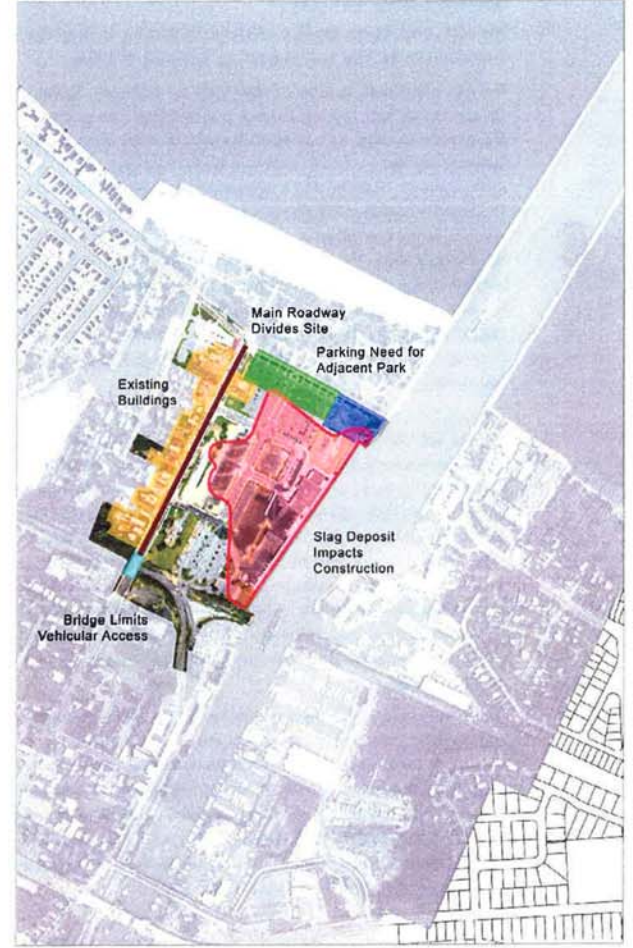 Main Roadway
Divides Site
Parking Need for
Adjacent Park
Existing
Buildings
Slag Deposit
Impacts
Construction
Bridge Limits
Vehicular Access